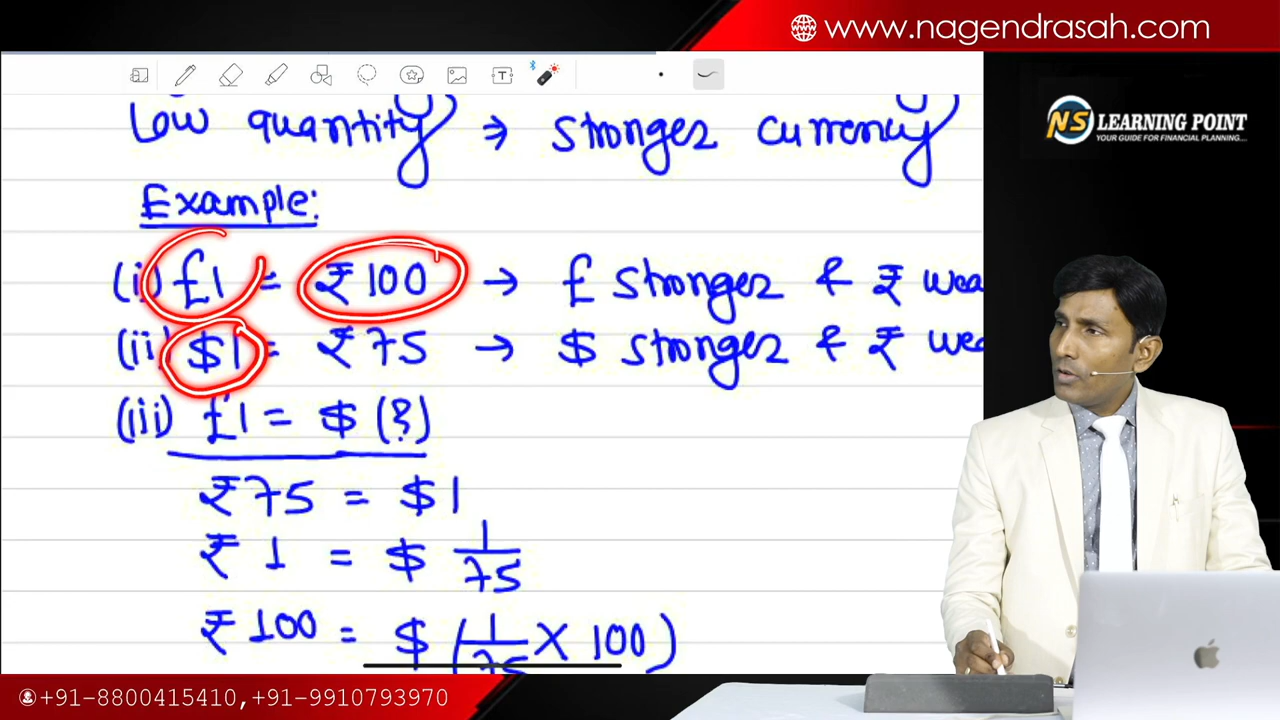 www.nagendrasah.com
NS LEARNING POINT
YOUR GUIDE FOR FINANCIAL PLANNING....
Low quantity ⇒ stronger currency
Example:
(i) £1 = ₹100 → £ stronger & ₹ wea
(ii) $1 = ₹75 → $ stronger & ₹ wea
(iii) £1 = $ (?)
₹75 = $1
₹ 1 = $ 1/75
₹ 100 = $ (1/75 X 100)
+91-8800415410,+91-9910793970